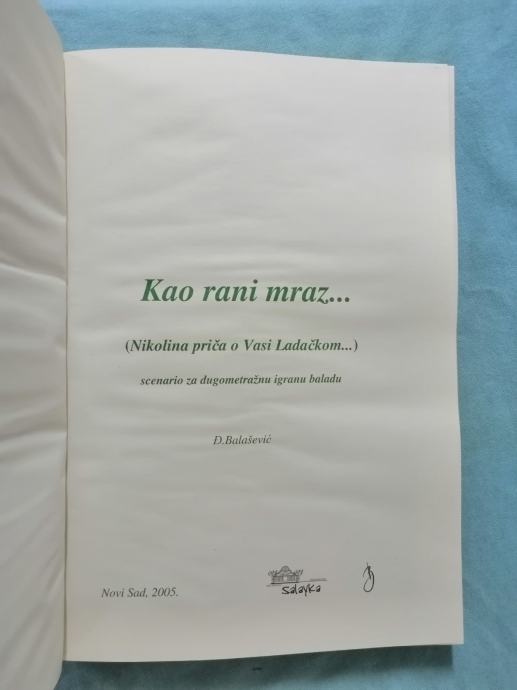 Kao rani mraz...
(Nikolina priča o Vasi Ladačkom...)
scenario za dugometražnu igranu baladu
Đ.Balašević
salayka
Novi Sad, 2005.